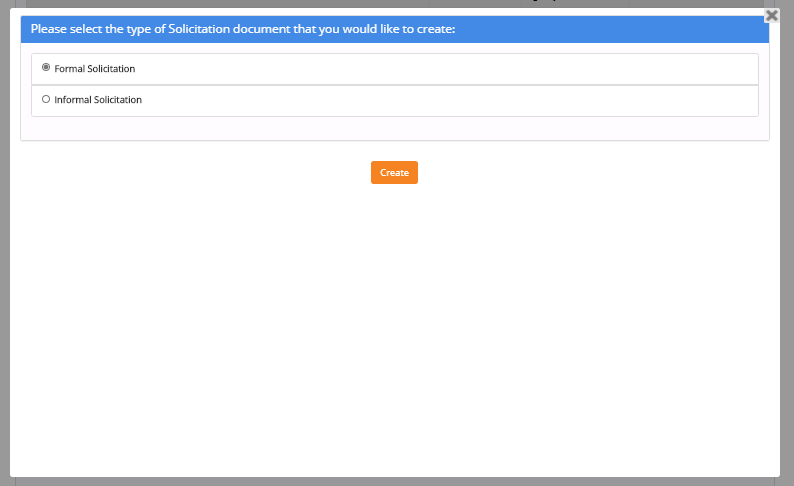 Please select the type of Solicitation document that you would like to create:
Formal Solicitation
Informal Solicitation
Create